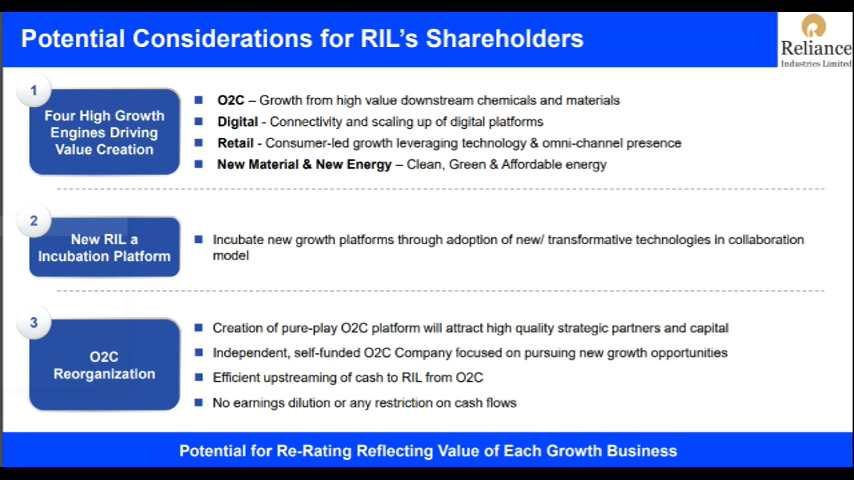 Potential Considerations for RIL's Shareholders
Reliance
Industries Limited
1
Four High Growth
Engines Driving
Value Creation
■ O2C – Growth from high value downstream chemicals and materials
■ Digital - Connectivity and scaling up of digital platforms
■ Retail - Consumer-led growth leveraging technology & omni-channel presence
■ New Material & New Energy – Clean, Green & Affordable energy
2
New RIL a
Incubation Platform
■ Incubate new growth platforms through adoption of new/ transformative technologies in collaboration
model
3
O2C
Reorganization
■ Creation of pure-play O2C platform will attract high quality strategic partners and capital
■ Independent, self-funded O2C Company focused on pursuing new growth opportunities
■ Efficient upstreaming of cash to RIL from O2C
■ No earnings dilution or any restriction on cash flows
Potential for Re-Rating Reflecting Value of Each Growth Business